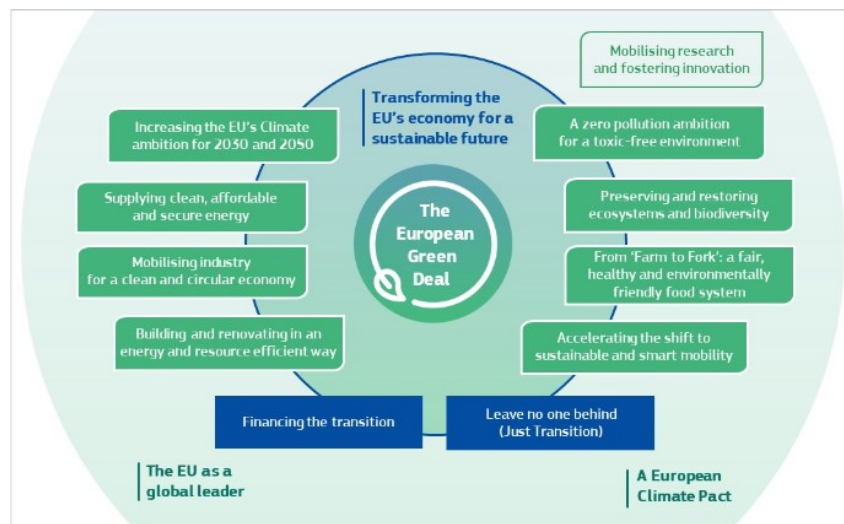 Mobilising research
and fostering innovation
Transforming the
EU's economy for a
sustainable future
Increasing the EU's Climate
ambition for 2030 and 2050
A zero pollution ambition
for a toxic-free environment
Supplying clean, affordable
and secure energy
The
European
Green
Deal
Preserving and restoring
ecosystems and biodiversity
Mobilising industry
for a clean and circular economy
From ‘Farm to Fork’: a fair,
healthy and environmentally
friendly food system
Building and renovating in an
energy and resource efficient way
Accelerating the shift to
sustainable and smart mobility
Financing the transition
Leave no one behind
(Just Transition)
The EU as a
global leader
A European
Climate Pact